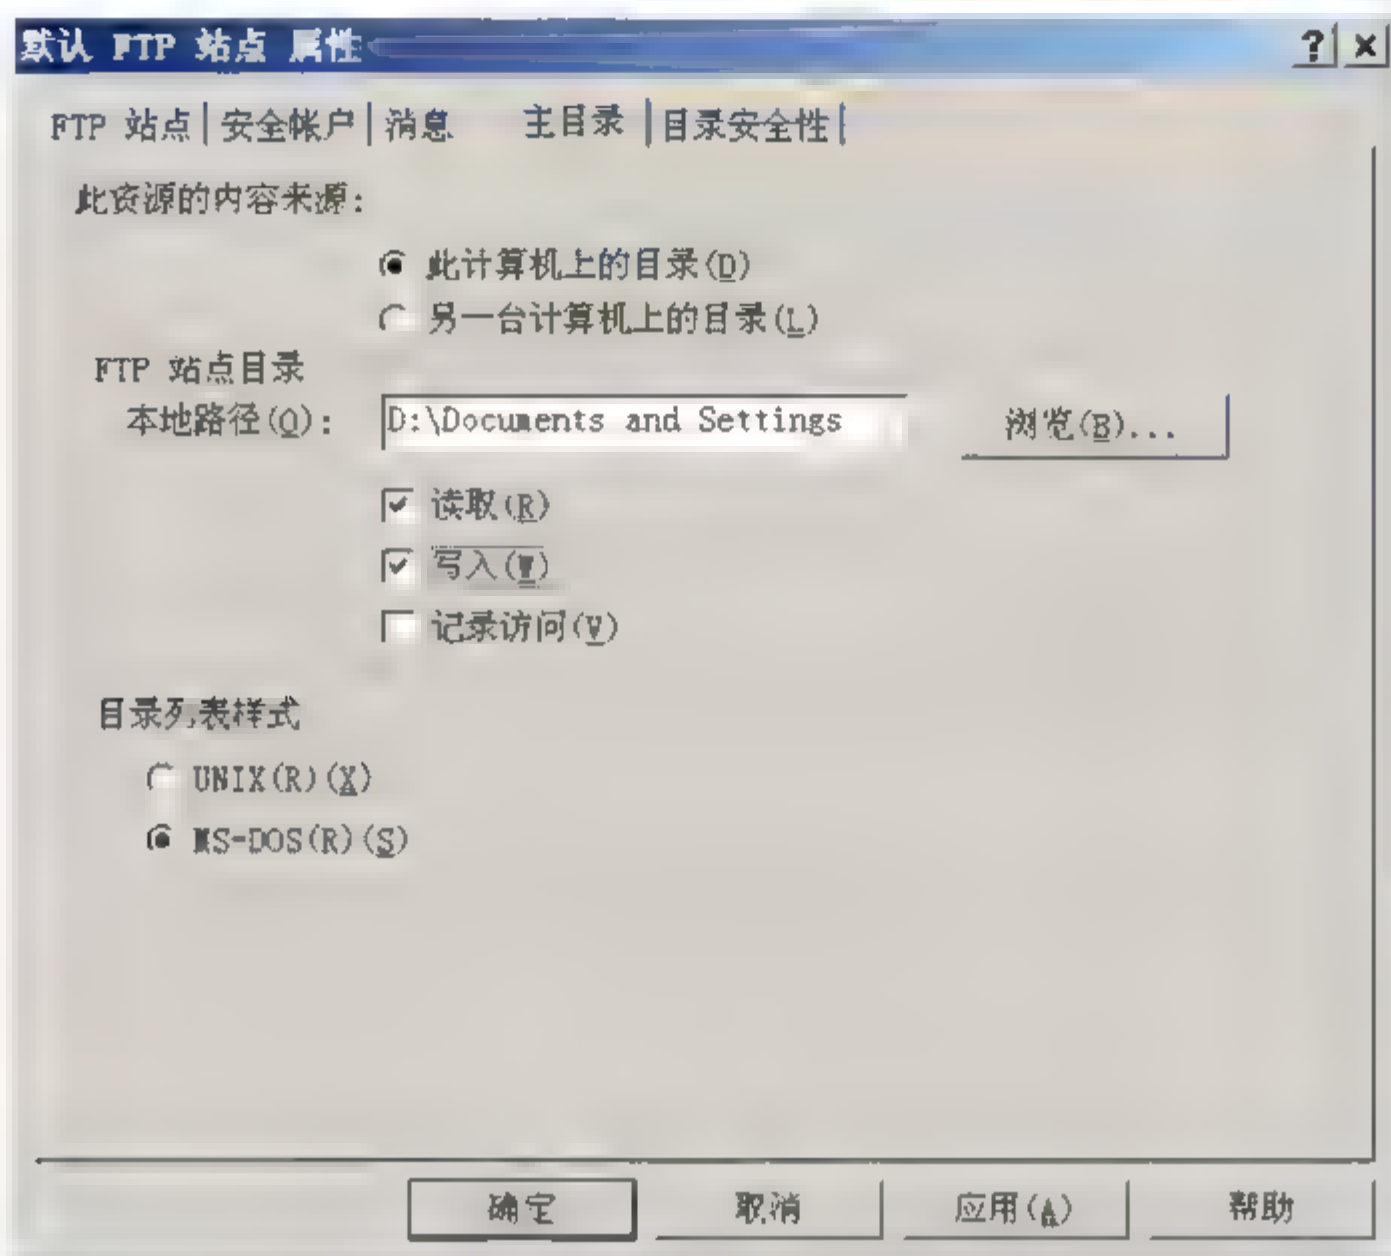 默认 FTP 站点 属性
FTP 站点 安全帐户 消息 主目录 目录安全性
此资源的内容来源:
此计算机上的目录(D)
另一台计算机上的目录(L)
FTP 站点目录
本地路径(O): D:\Documents and Settings 浏览(B)...
读取(R)
写入(W)
记录访问(V)
目录列表样式
UNIX(R)(X)
MS-DOS(R)(S)
确定 取消 应用(A) 帮助